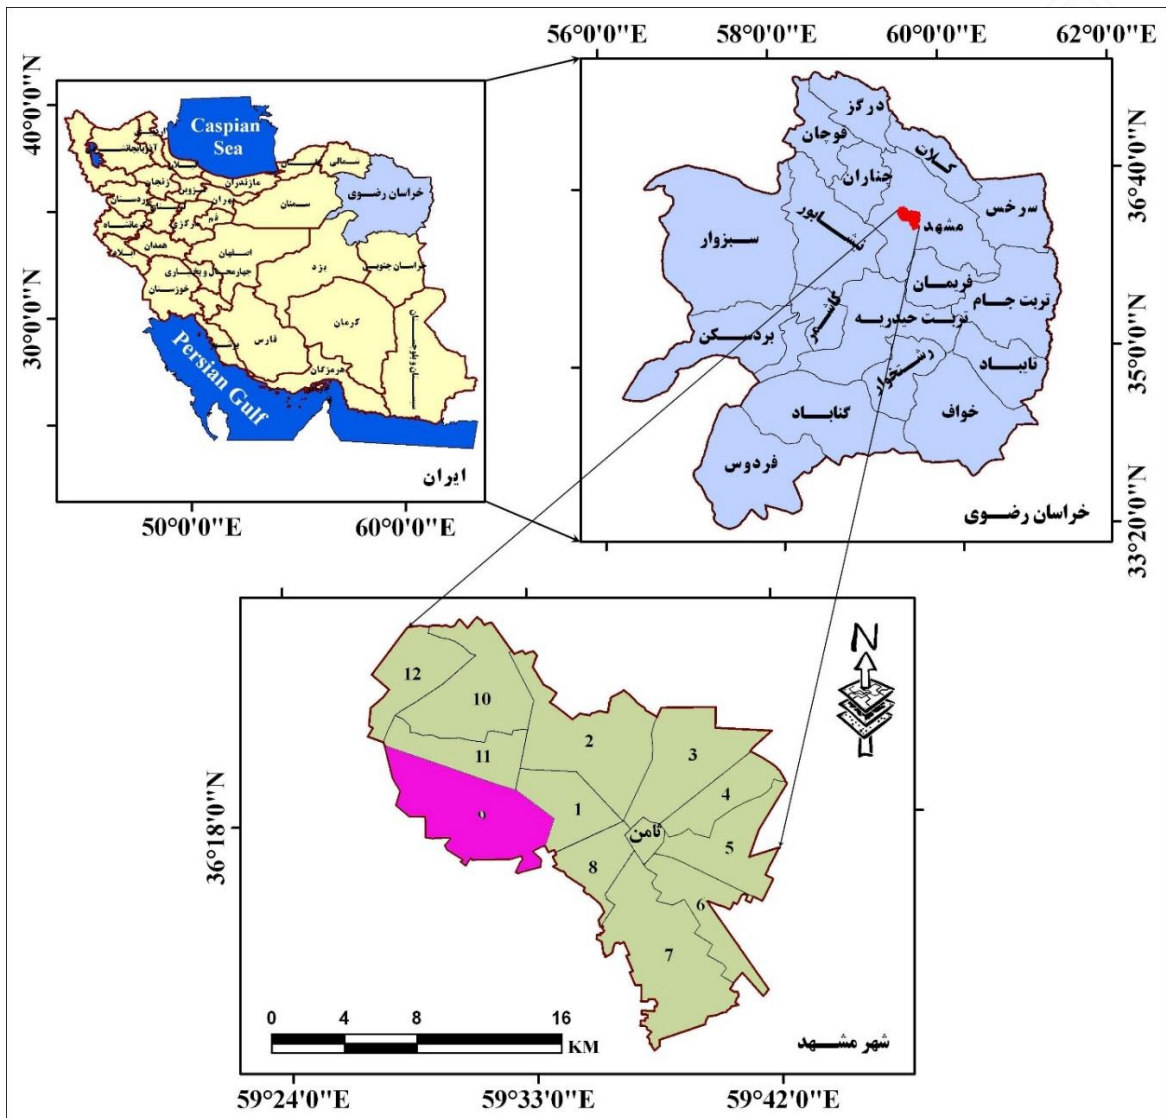 56°0'0"E
58°0'0"E
60°0'0"E
62°0'0"E
40°0'0"N
30°0'0"N
Caspian
Sea
زنجان
مازندران
شمالی
خراسان رضوی
سمنان
قم
همدان
اصفهان
یزد
خراسان جنوبی
خوزستان
کرمان
فارس
هرمزگان
Persian Gulf
ایران
50°0'0"E
60°0'0"E
درگز
قوچان
کلات
چناران
سرخس
مشهد
سبزوار
نیشابور
فریمان
تربت جام
کاشمر
تربت حیدریه
بردسکن
رشتخوار
تایباد
گناباد
خواف
فردوس
خراسان رضوی
36°40'0"N
35°0'0"N
33°20'0"N
N
12
10
11
2
3
4
1
ثامن
5
8
6
7
36°18'0"N
0 4 8 16
KM
شهر مشهد
59°24'0"E
59°33'0"E
59°42'0"E